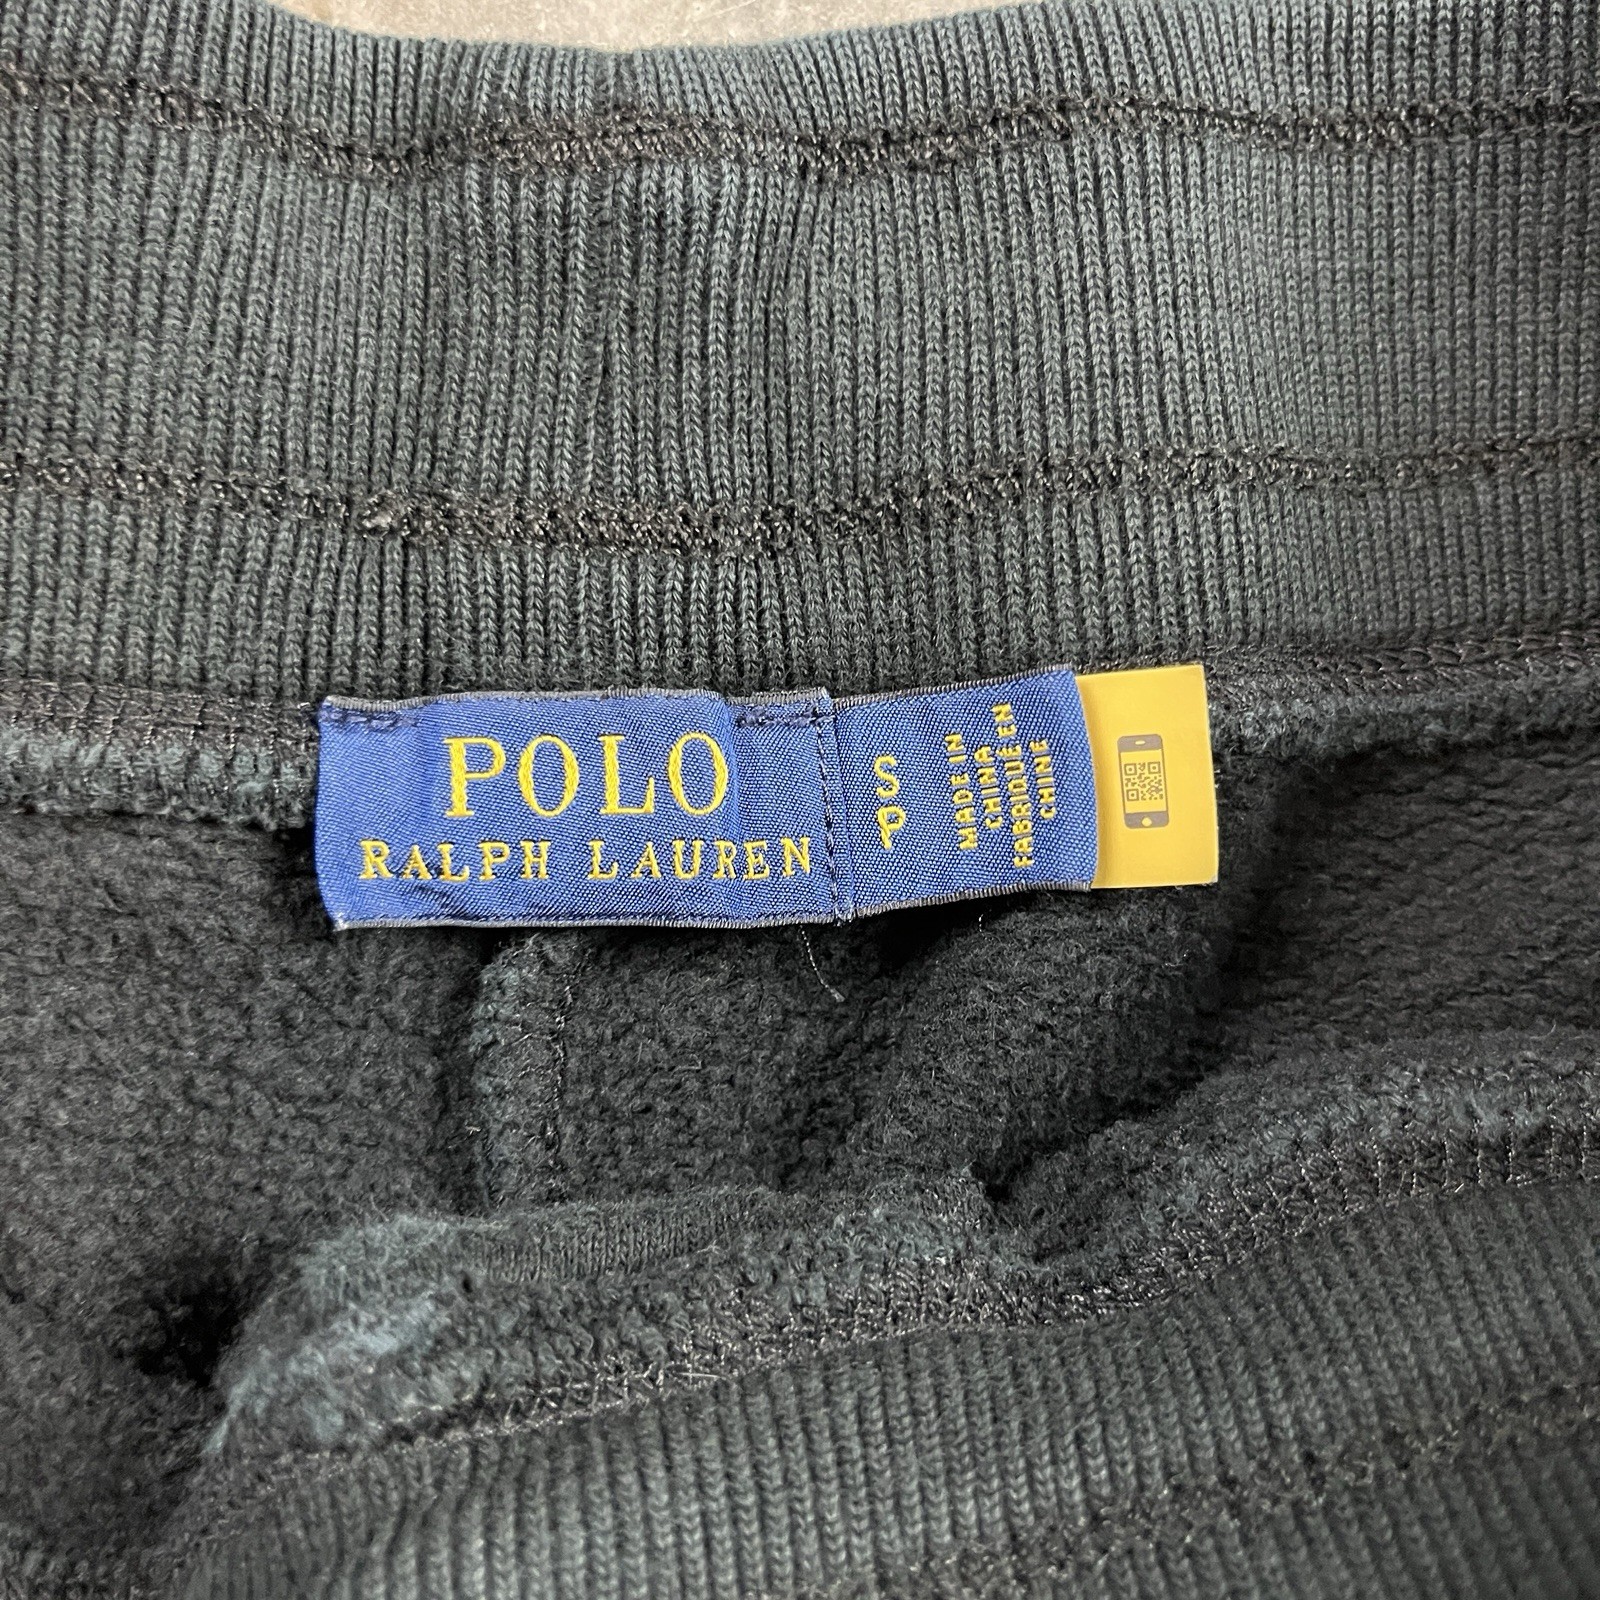 POLO
RALPH LAUREN
S
P
MADE IN
CHINA
FABRIQUÉ EN
CHINE